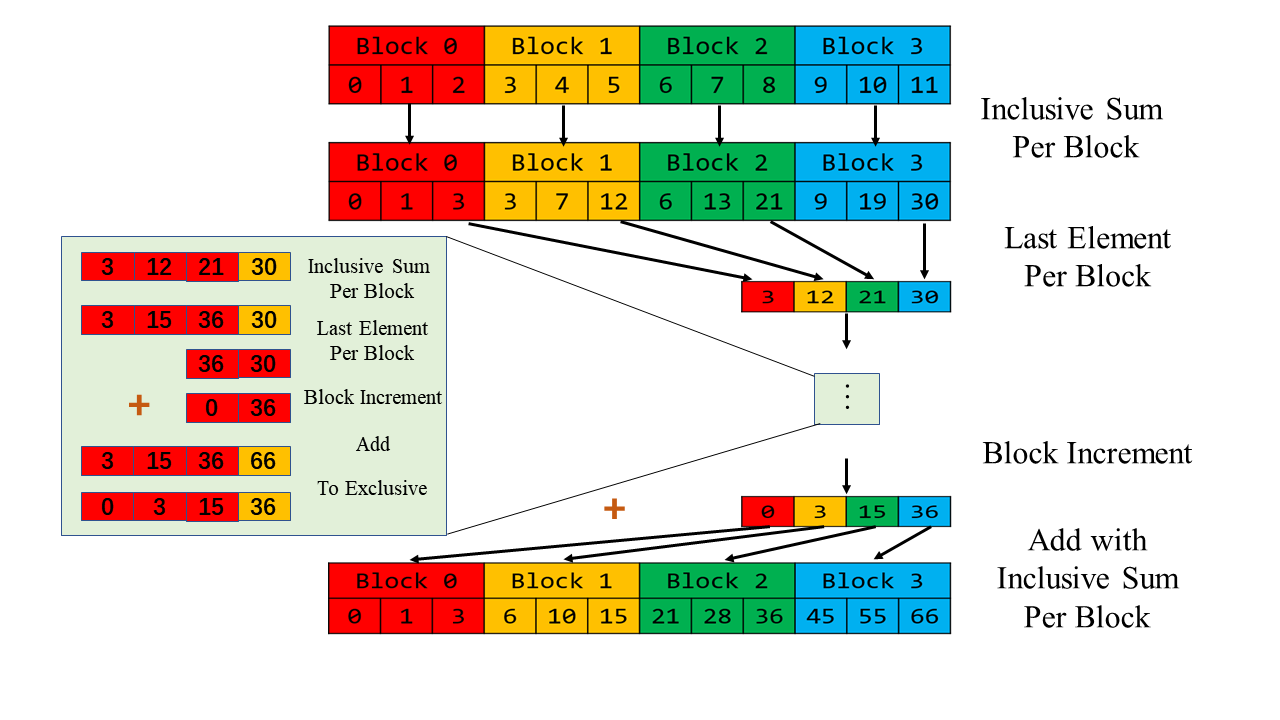 Block 0 Block 1 Block 2 Block 3
0 1 2 3 4 5 6 7 8 9 10 11
Inclusive Sum
Per Block
Block 0 Block 1 Block 2 Block 3
0 1 3 3 7 12 6 13 21 9 19 30
Last Element
Per Block
3 12 21 30
3 12 21 30
Inclusive Sum
Per Block
3 15 36 30
Last Element
Per Block
36 30
+ 0 36
Block Increment
Add
3 15 36 66
To Exclusive
0 3 15 36
⋮
Block Increment
+
0 3 15 36
Add with
Inclusive Sum
Per Block
Block 0 Block 1 Block 2 Block 3
0 1 3 6 10 15 21 28 36 45 55 66